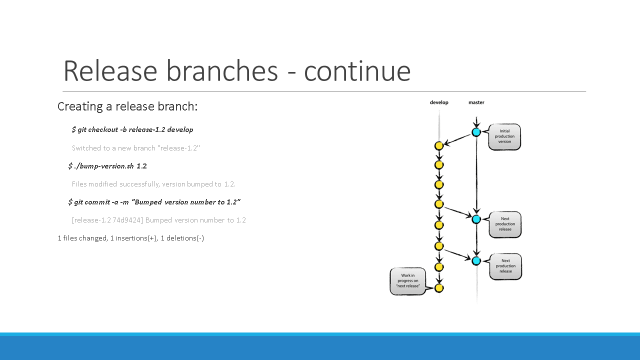 Release branches - continue
Creating a release branch:
$ git checkout -b release-1.2 develop
Switched to a new branch "release-1.2"
$ ./bump-version.sh 1.2
Files modified successfully, version bumped to 1.2.
$ git commit -a -m "Bumped version number to 1.2"
[release-1.2 74d9424] Bumped version number to 1.2
1 files changed, 1 insertions(+), 1 deletions(-)
develop
master
Initial
production
version
Next
production
release
Next
production
release
Work in
progress on
"next release"